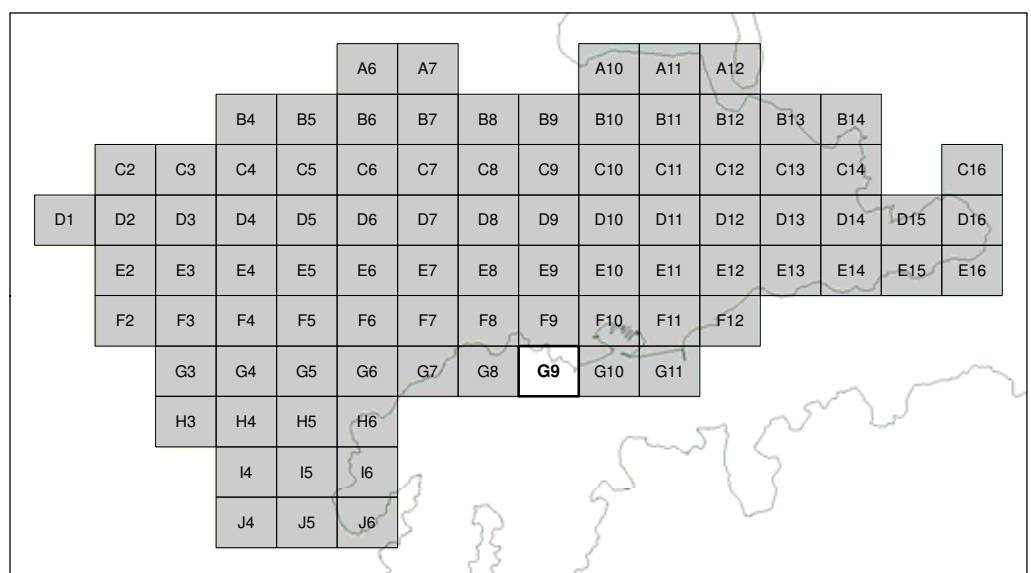 A6 A7 A10 A11 A12
B4 B5 B6 B7 B8 B9 B10 B11 B12 B13 B14
C2 C3 C4 C5 C6 C7 C8 C9 C10 C11 C12 C13 C14 C16
D1 D2 D3 D4 D5 D6 D7 D8 D9 D10 D11 D12 D13 D14 D15 D16
E2 E3 E4 E5 E6 E7 E8 E9 E10 E11 E12 E13 E14 E15 E16
F2 F3 F4 F5 F6 F7 F8 F9 F10 F11 F12
G3 G4 G5 G6 G7 G8 G9 G10 G11
H3 H4 H5 H6
I4 I5 I6
J4 J5 J6